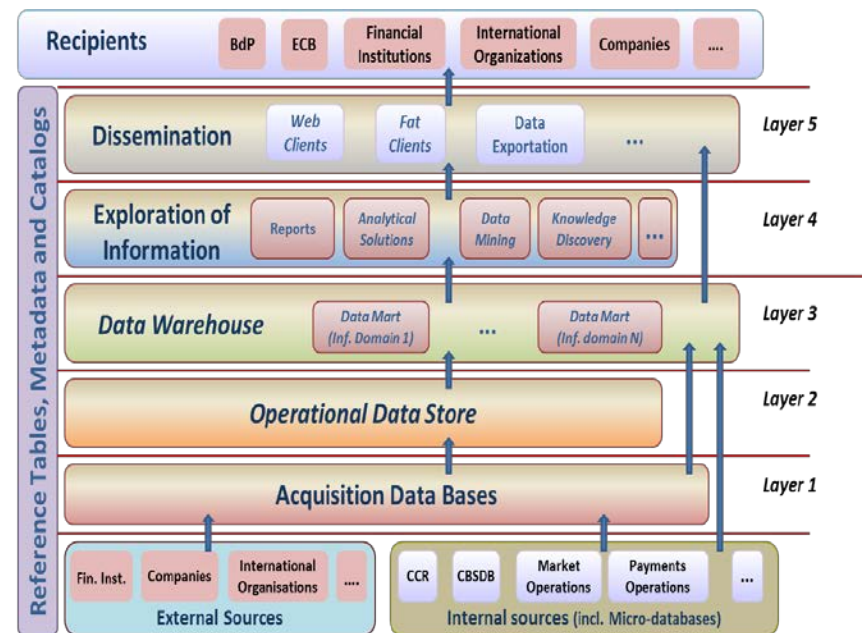 Recipients
BdP
ECB
Financial
Institutions
International
Organizations
Companies
....
Reference Tables, Metadata and Catalogs
Dissemination
Web
Clients
Fat
Clients
Data
Exportation
...
Layer 5
Exploration of
Information
Reports
Analytical
Solutions
Data
Mining
Knowledge
Discovery
...
Layer 4
Data Warehouse
Data Mart
(Inf. Domain 1)
...
Data Mart
(Inf. domain N)
Layer 3
Operational Data Store
Layer 2
Acquisition Data Bases
Layer 1
Fin. Inst.
Companies
International
Organisations
....
External Sources
CCR
CBSDB
Market
Operations
Payments
Operations
...
Internal sources (incl. Micro-databases)